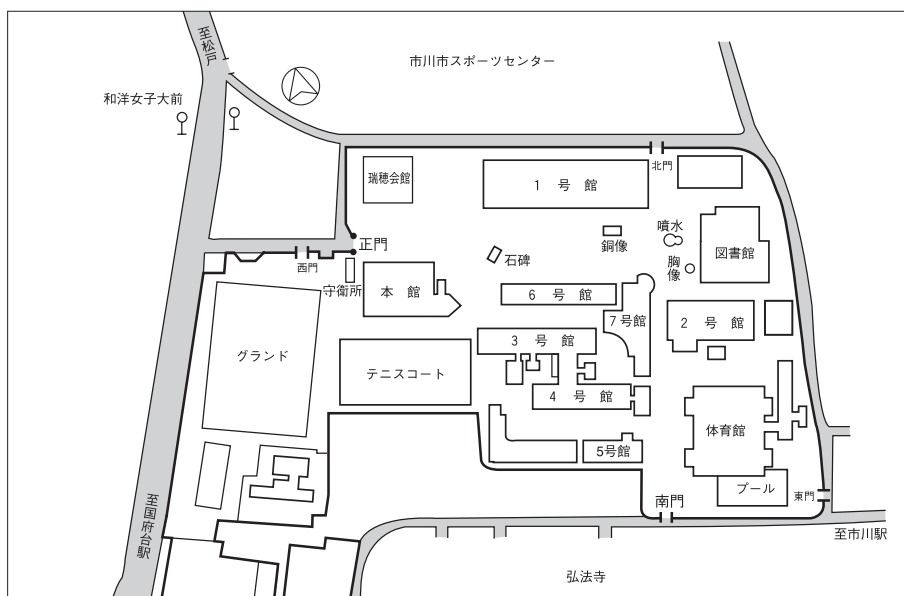 至松戸
市川市スポーツセンター
和洋女子大前
北門
瑞穂会館
1号館
噴水
銅像
図書館
正門
石碑
胸像
西門
守衛所
本館
6号館
7号館
2号館
3号館
グランド
テニスコート
4号館
体育館
5号館
プール
東門
南門
至国府台駅
至市川駅
弘法寺